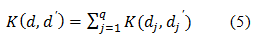 K(d, d′) = ∑_{j=1}^{q} K(d_j, d_j′)     (5)